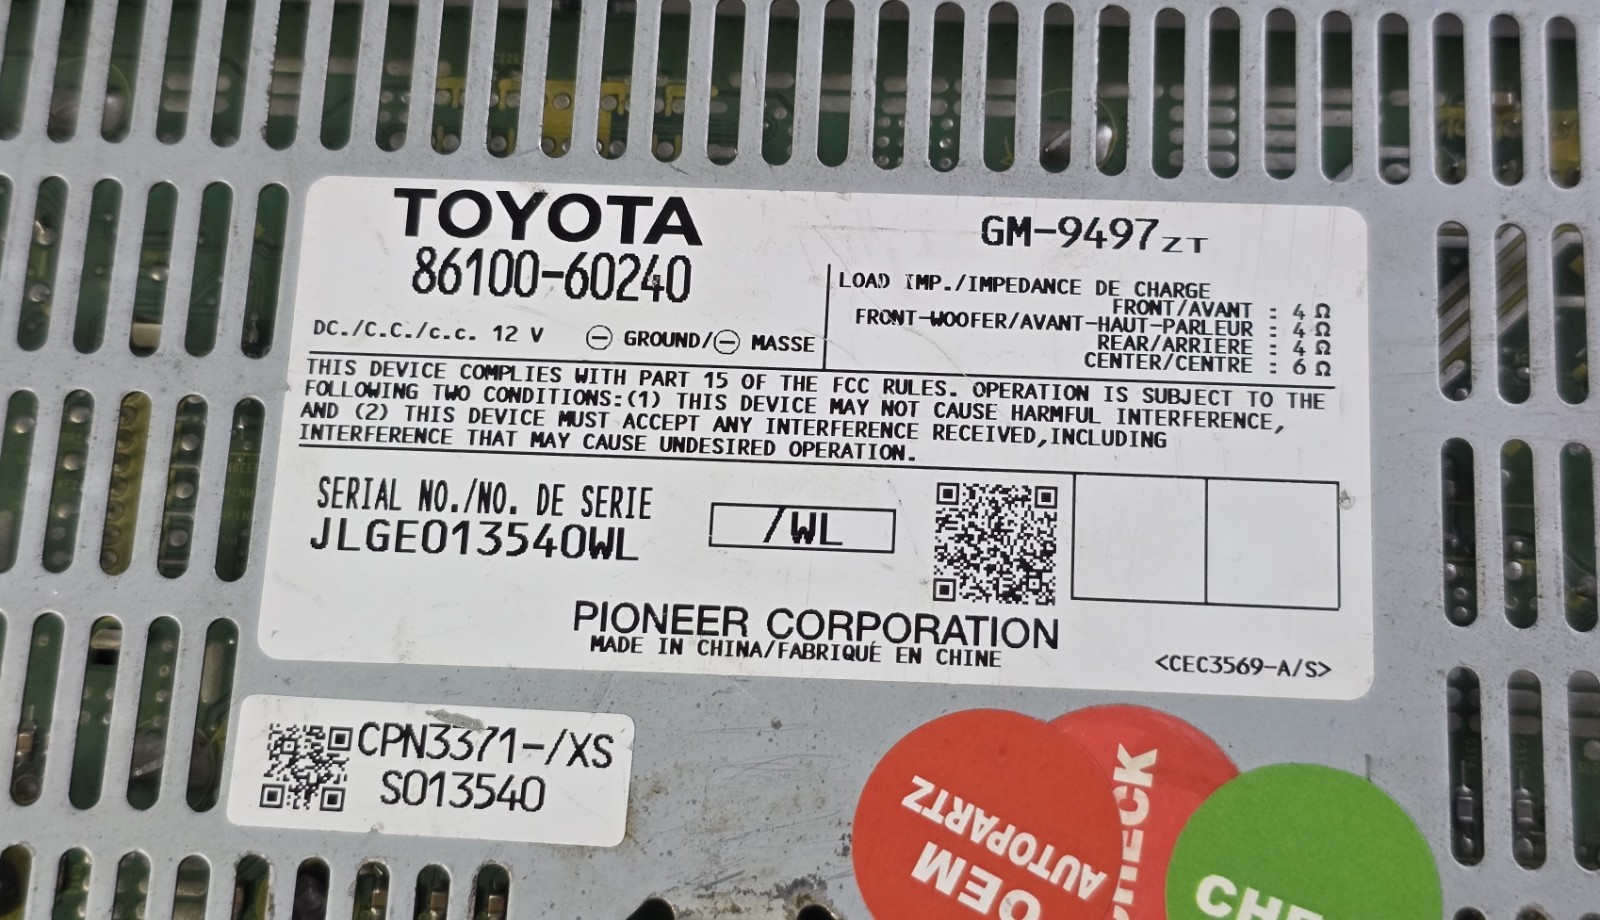 TOYOTA
86100-60240
DC./C.C./c.c. 12 V ⊖ GROUND/⊖ MASSE
GM-9497ZT
LOAD IMP./IMPEDANCE DE CHARGE
FRONT/AVANT : 4 Ω
FRONT-WOOFER/AVANT-HAUT-PARLEUR : 4 Ω
REAR/ARRIERE : 4 Ω
CENTER/CENTRE : 6 Ω
THIS DEVICE COMPLIES WITH PART 15 OF THE FCC RULES. OPERATION IS SUBJECT TO THE
FOLLOWING TWO CONDITIONS:(1) THIS DEVICE MAY NOT CAUSE HARMFUL INTERFERENCE,
AND (2) THIS DEVICE MUST ACCEPT ANY INTERFERENCE RECEIVED,INCLUDING
INTERFERENCE THAT MAY CAUSE UNDESIRED OPERATION.
SERIAL NO./NO. DE SERIE
JLGE013540WL
/WL
PIONEER CORPORATION
MADE IN CHINA/FABRIQUÉ EN CHINE
<CEC3569-A/S>
CPN3371-/XS
S013540
OEM
AUTOPARTZ